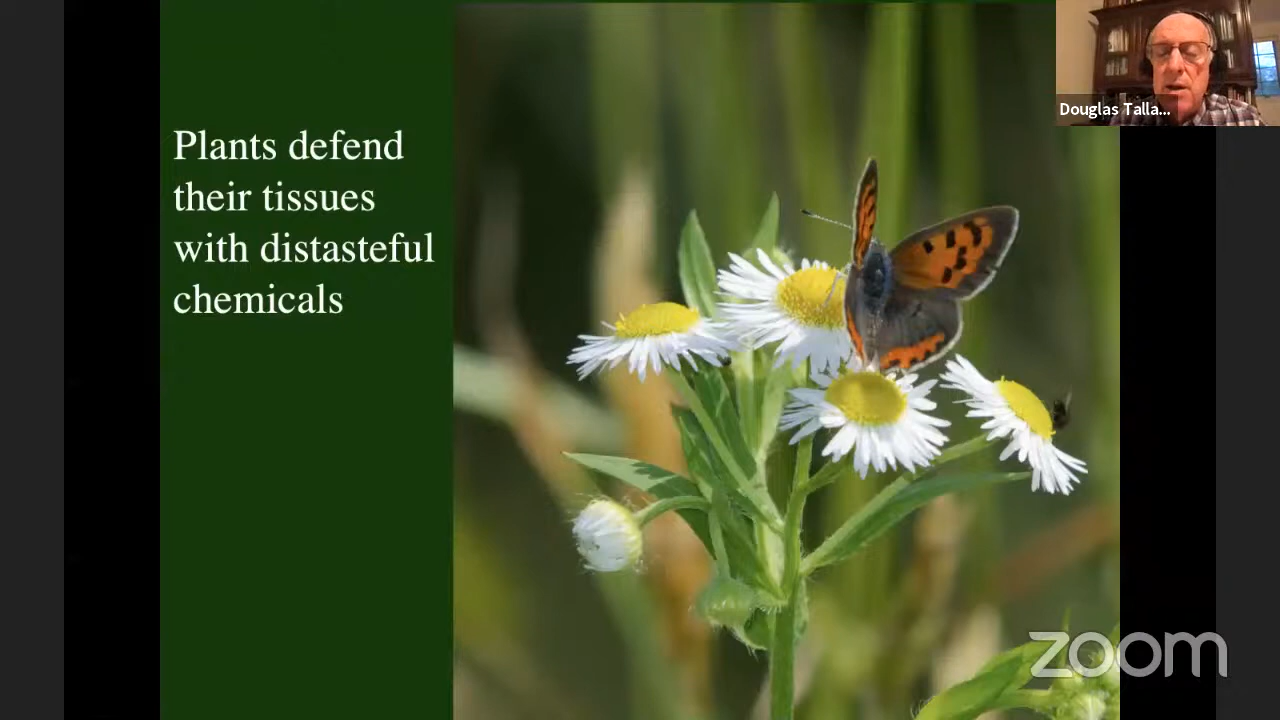 Plants defend
their tissues
with distasteful
chemicals
Douglas Talla...
zoom